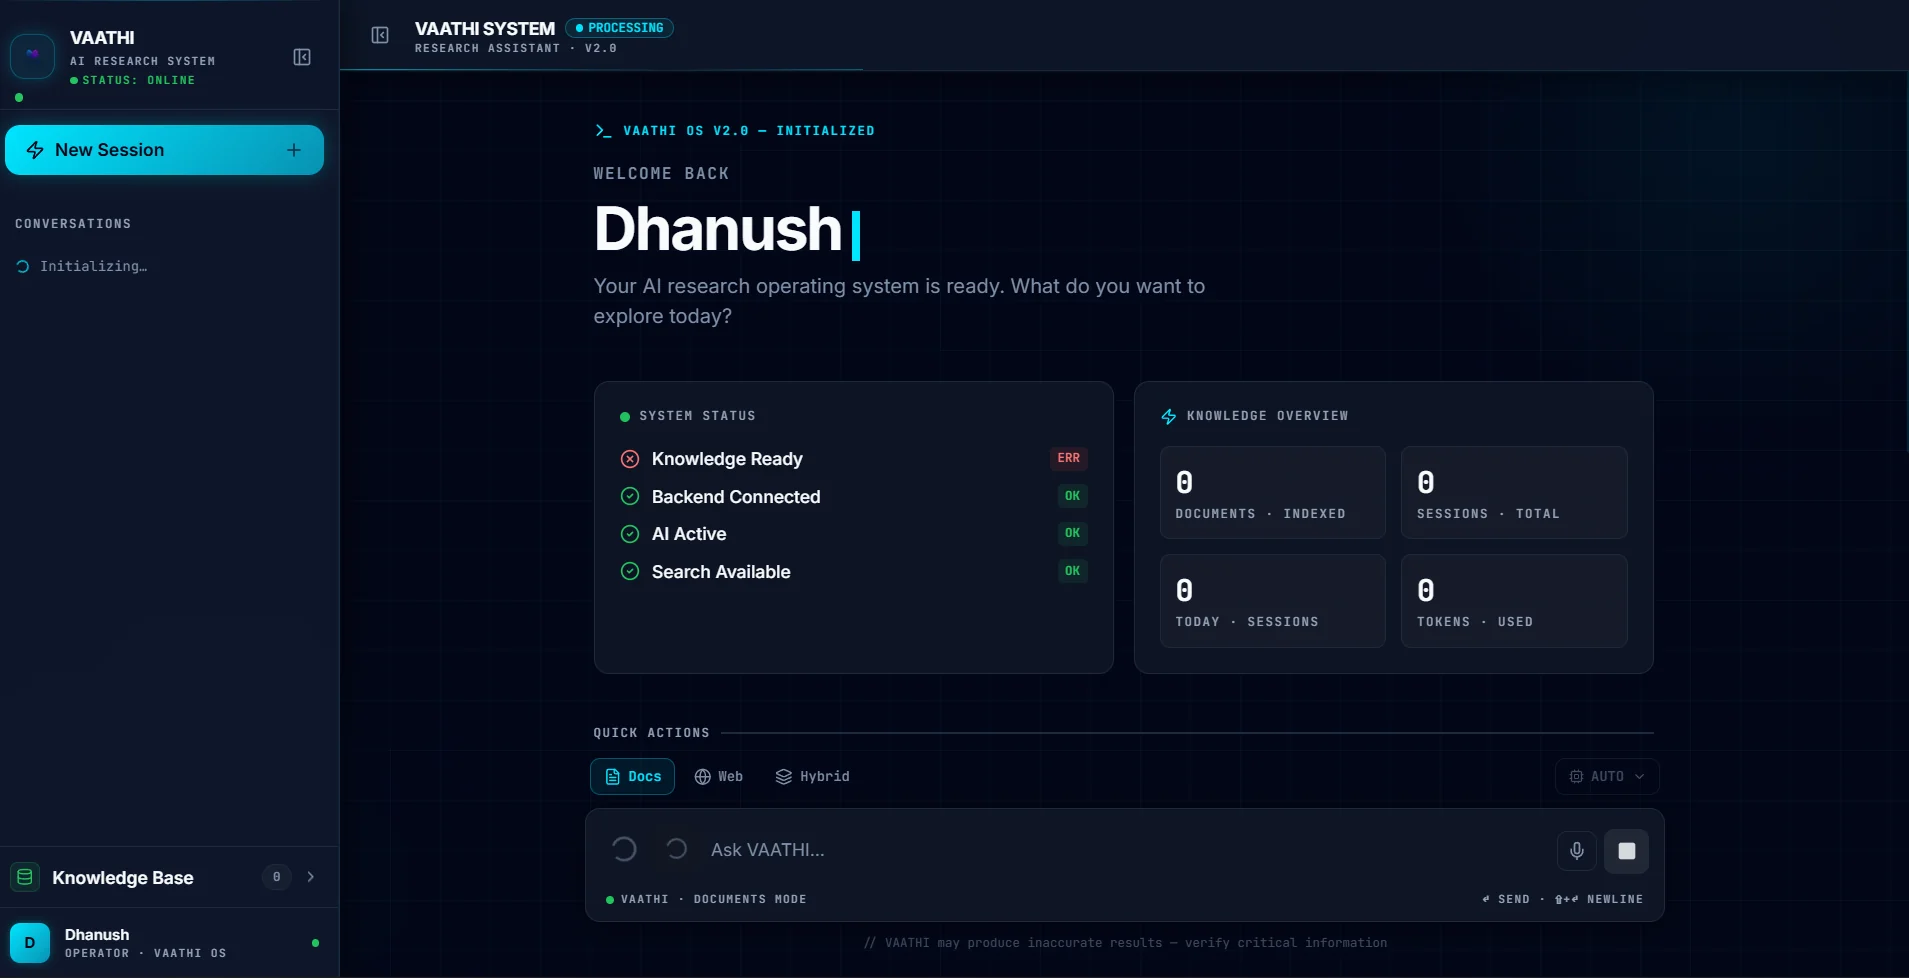 VAATHI
AI RESEARCH SYSTEM
STATUS: ONLINE
New Session
CONVERSATIONS
Initializing…
Knowledge Base
0
D
Dhanush
OPERATOR · VAATHI OS
VAATHI SYSTEM
PROCESSING
RESEARCH ASSISTANT · V2.0
VAATHI OS V2.0 — INITIALIZED
WELCOME BACK
Dhanush
Your AI research operating system is ready. What do you want to
explore today?
SYSTEM STATUS
Knowledge Ready
ERR
Backend Connected
OK
AI Active
OK
Search Available
OK
KNOWLEDGE OVERVIEW
0
DOCUMENTS · INDEXED
0
SESSIONS · TOTAL
0
TODAY · SESSIONS
0
TOKENS · USED
QUICK ACTIONS
Docs
Web
Hybrid
AUTO
Ask VAATHI...
VAATHI · DOCUMENTS MODE
↵ SEND · ⇧+↵ NEWLINE
// VAATHI may produce inaccurate results — verify critical information